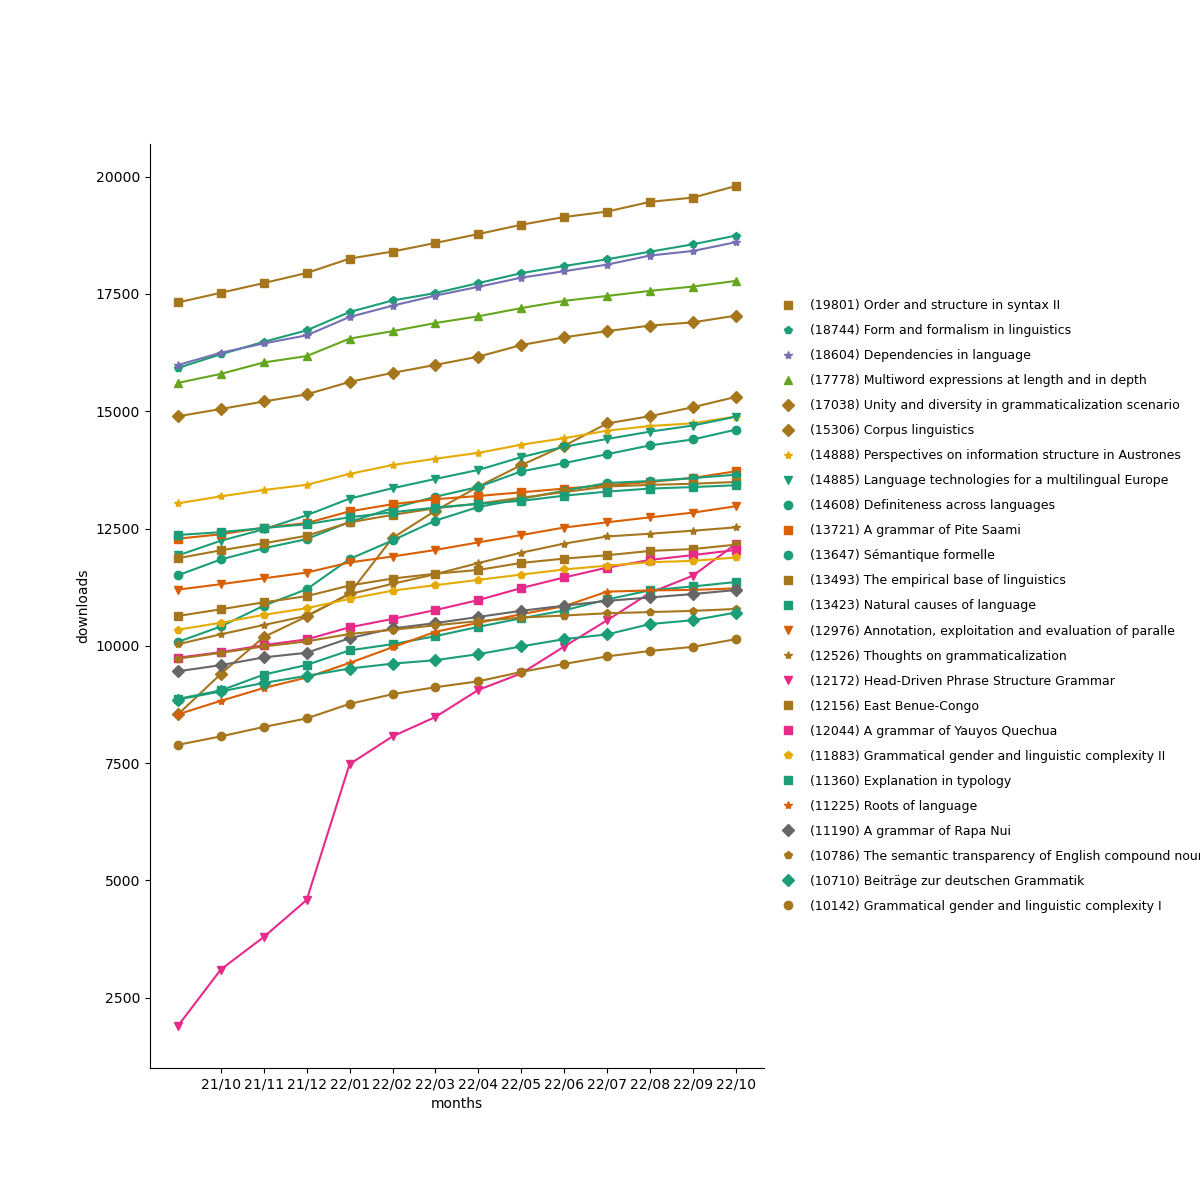 20000
17500
15000
12500
10000
7500
5000
2500
downloads
21/10 21/11 21/12 22/01 22/02 22/03 22/04 22/05 22/06 22/07 22/08 22/09 22/10
months
(19801) Order and structure in syntax II
(18744) Form and formalism in linguistics
(18604) Dependencies in language
(17778) Multiword expressions at length and in depth
(17038) Unity and diversity in grammaticalization scenario
(15306) Corpus linguistics
(14888) Perspectives on information structure in Austrones
(14885) Language technologies for a multilingual Europe
(14608) Definiteness across languages
(13721) A grammar of Pite Saami
(13647) Sémantique formelle
(13493) The empirical base of linguistics
(13423) Natural causes of language
(12976) Annotation, exploitation and evaluation of paralle
(12526) Thoughts on grammaticalization
(12172) Head-Driven Phrase Structure Grammar
(12156) East Benue-Congo
(12044) A grammar of Yauyos Quechua
(11883) Grammatical gender and linguistic complexity II
(11360) Explanation in typology
(11225) Roots of language
(11190) A grammar of Rapa Nui
(10786) The semantic transparency of English compound nou
(10710) Beiträge zur deutschen Grammatik
(10142) Grammatical gender and linguistic complexity I